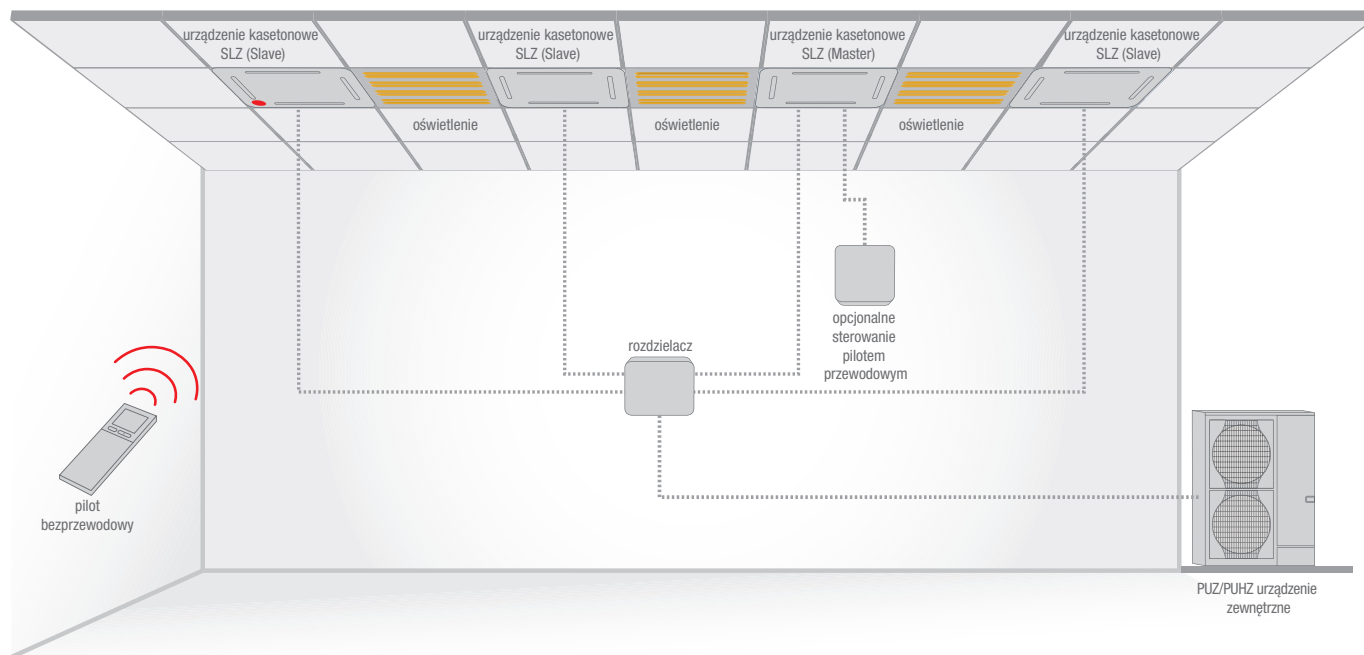 urządzenie kasetonowe
SLZ (Slave)
urządzenie kasetonowe
SLZ (Slave)
urządzenie kasetonowe
SLZ (Master)
urządzenie kasetonowe
SLZ (Slave)
oświetlenie
oświetlenie
oświetlenie
opcjonalne
sterowanie
pilotem
przewodowym
rozdzielacz
pilot
bezprzewodowy
PUZ/PUHZ urządzenie
zewnętrzne